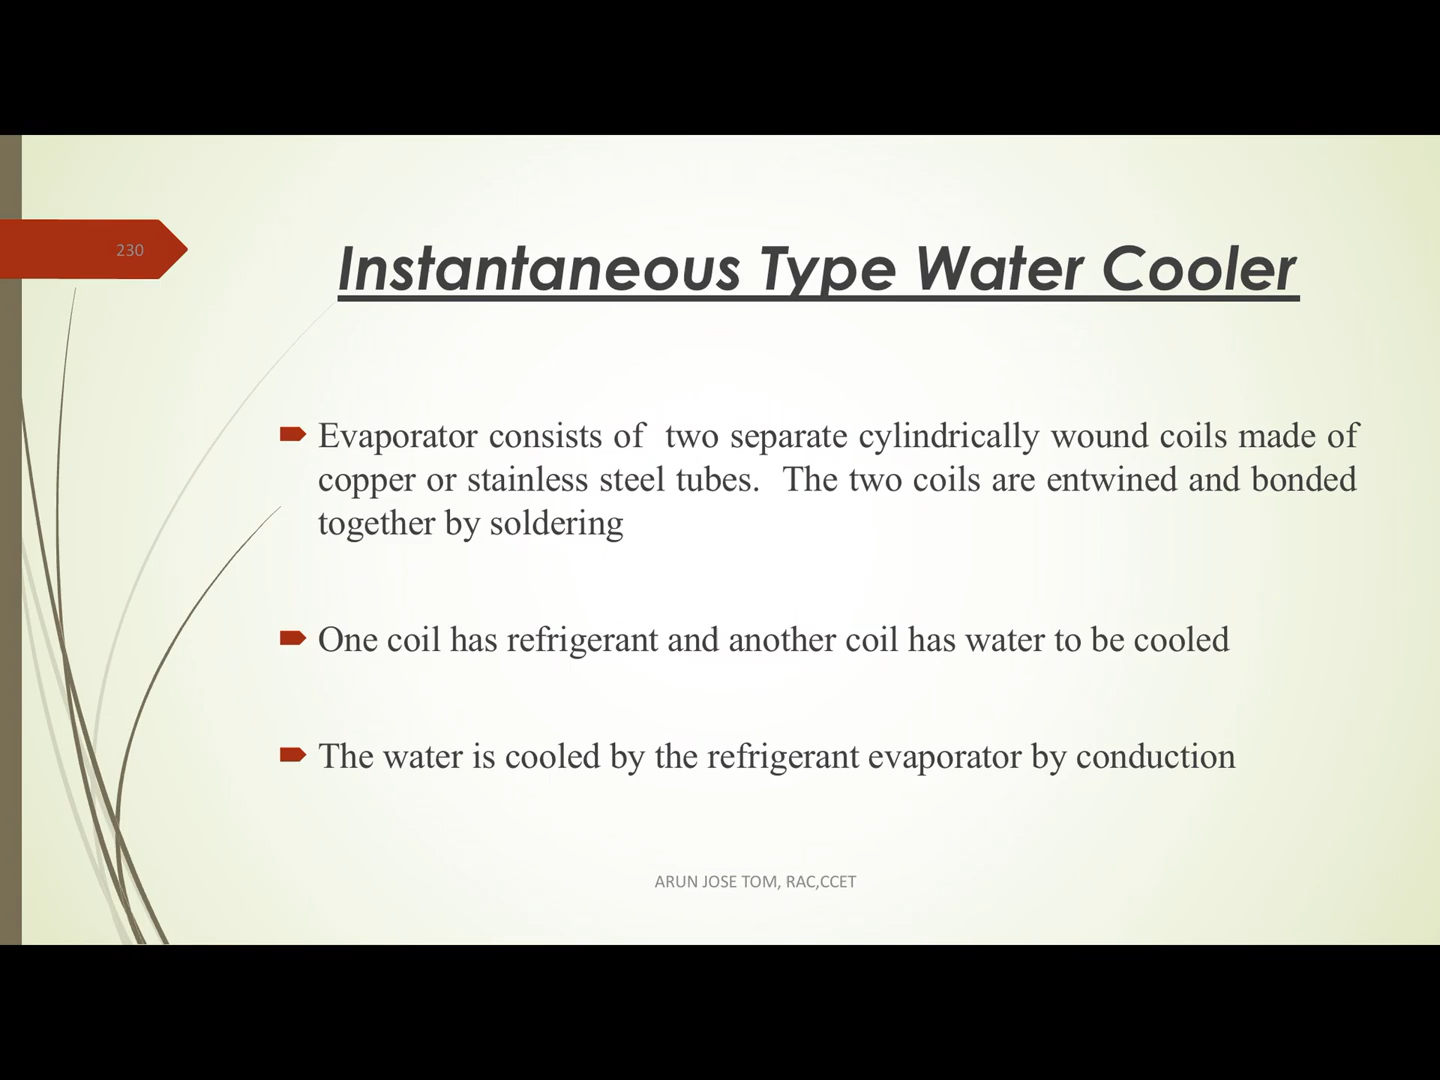 230
Instantaneous Type Water Cooler
Evaporator consists of two separate cylindrically wound coils made of
copper or stainless steel tubes. The two coils are entwined and bonded
together by soldering
One coil has refrigerant and another coil has water to be cooled
The water is cooled by the refrigerant evaporator by conduction
ARUN JOSE TOM, RAC,CCET